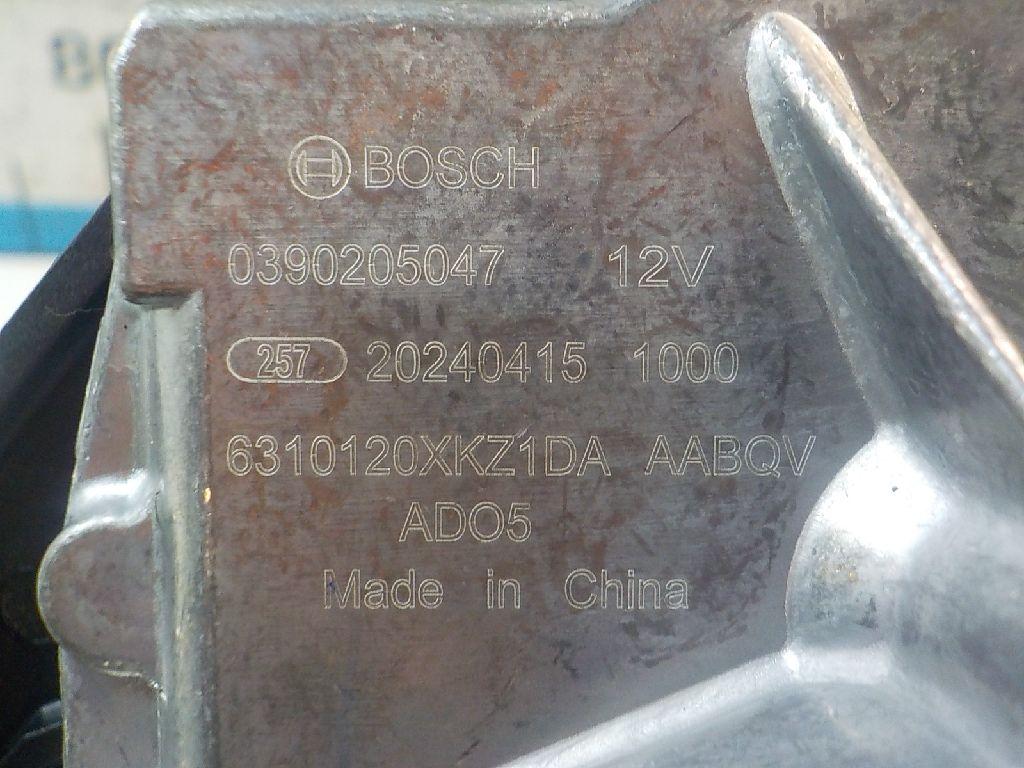 BOSCH
0390205047 12V
257 20240415 1000
6310120XKZ1DA AABQV
ADO5
Made in China